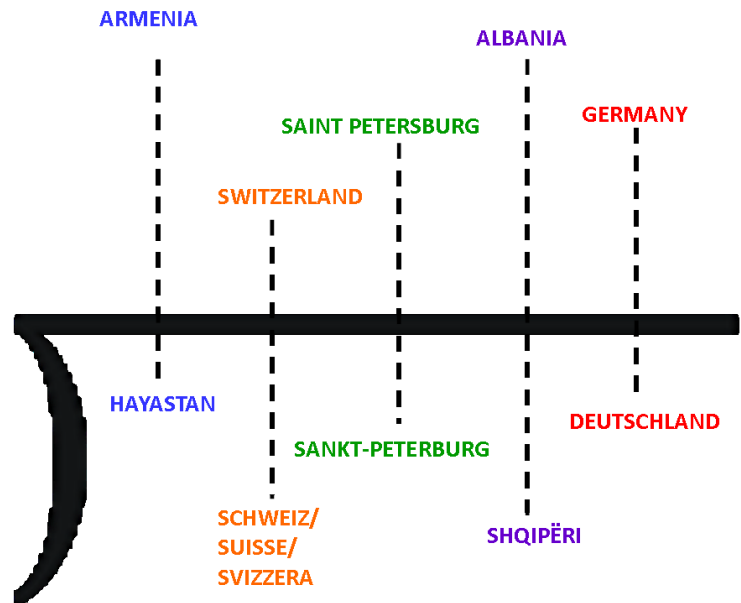 ARMENIA
ALBANIA
GERMANY
SAINT PETERSBURG
SWITZERLAND
HAYASTAN
DEUTSCHLAND
SANKT-PETERBURG
SCHWEIZ/
SUISSE/
SVIZZERA
SHQIPËRI